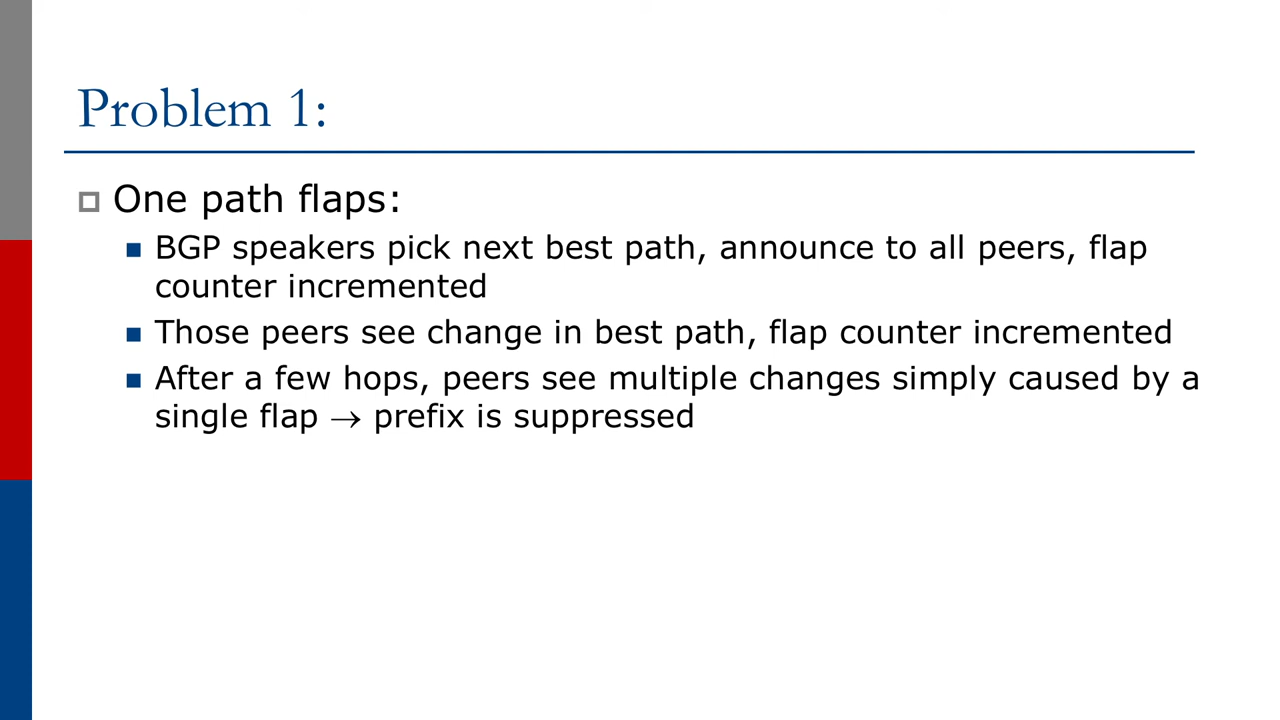 Problem 1:
One path flaps:
BGP speakers pick next best path, announce to all peers, flap
counter incremented
Those peers see change in best path, flap counter incremented
After a few hops, peers see multiple changes simply caused by a
single flap → prefix is suppressed